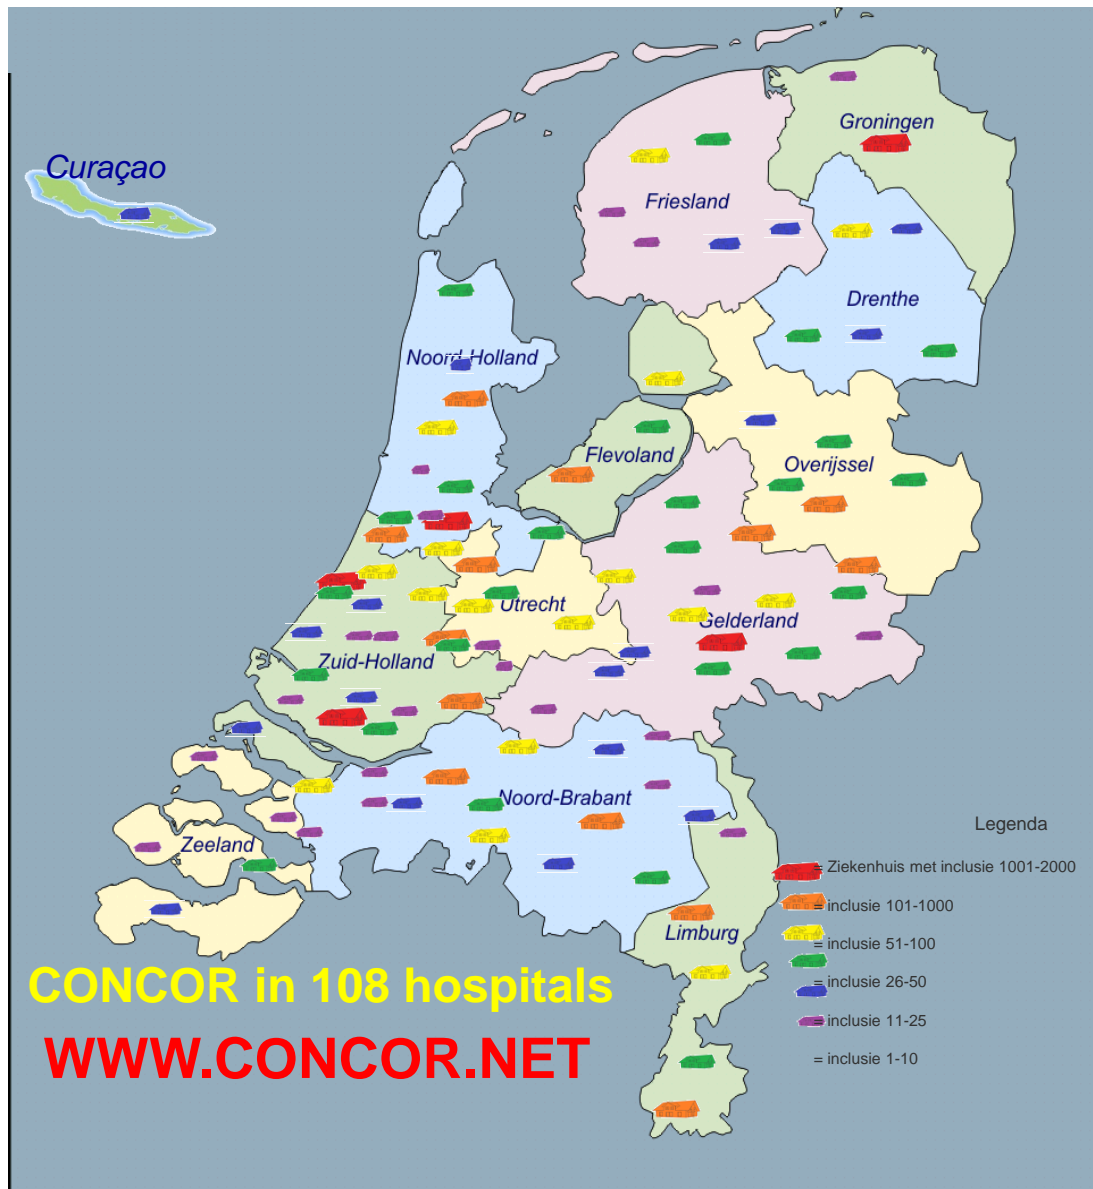 Groningen
Curaçao
Friesland
Drenthe
Noord-Holland
Flevoland
Overijssel
Utrecht
Gelderland
Zuid-Holland
Noord-Brabant
Legenda
Zeeland
= Ziekenhuis met inclusie 1001-2000
= inclusie 101-1000
Limburg
= inclusie 51-100
= inclusie 26-50
= inclusie 11-25
= inclusie 1-10
CONCOR in 108 hospitals
WWW.CONCOR.NET